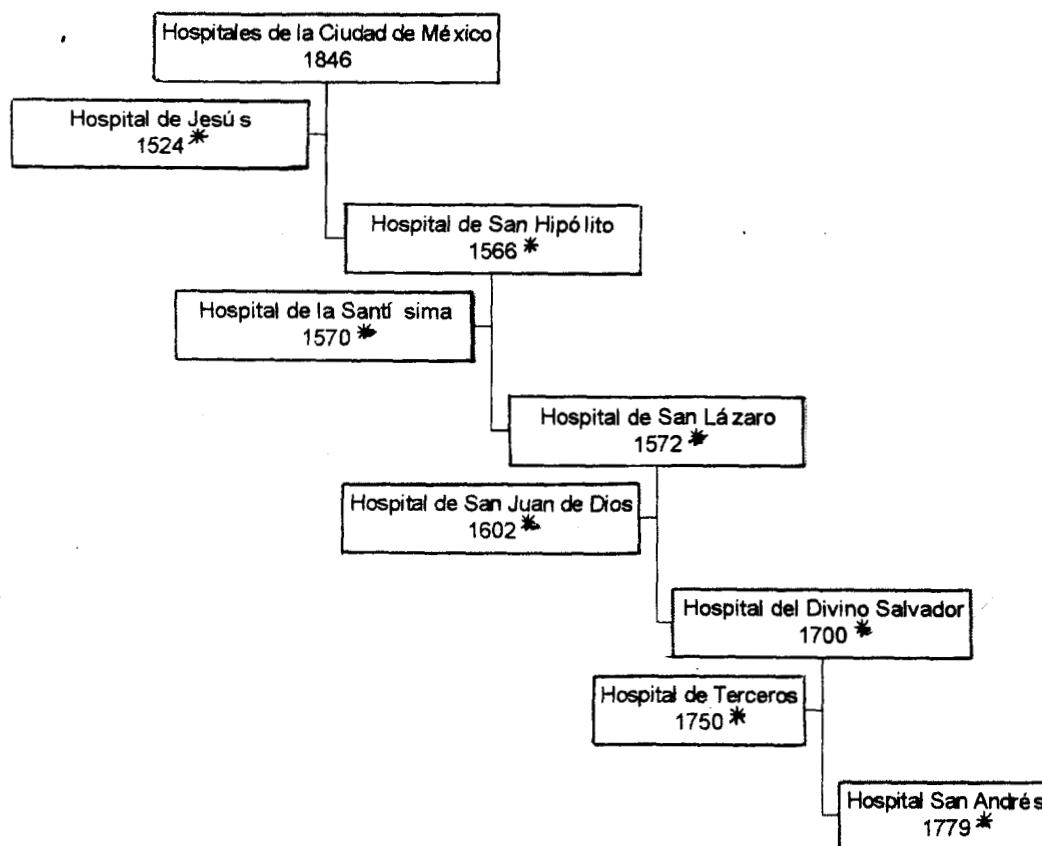 Hospitales de la Ciudad de México
1846
Hospital de Jesús
1524 *
Hospital de San Hipólito
1566 *
Hospital de la Santí sima
1570 *
Hospital de San Lázaro
1572 *
Hospital de San Juan de Dios
1602 *
Hospital del Divino Salvador
1700 *
Hospital de Terceros
1750 *
Hospital San Andrés
1779 *